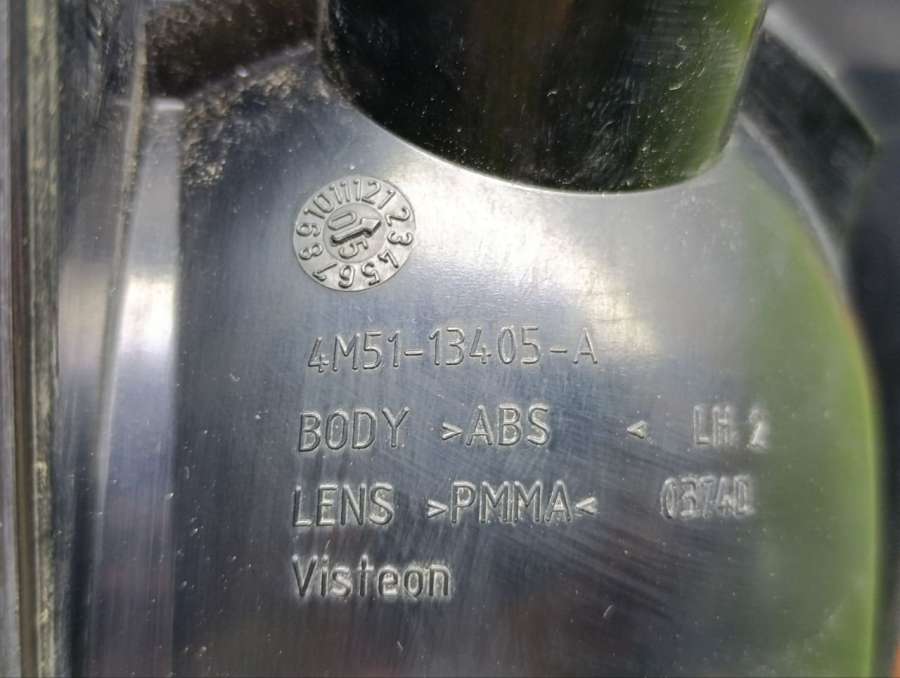 1 2 3 4 5 6 7 8 9 10 11 12
05
4M51-13405-A
BODY >ABS < LH 2
LENS >PMMA<
Visteon